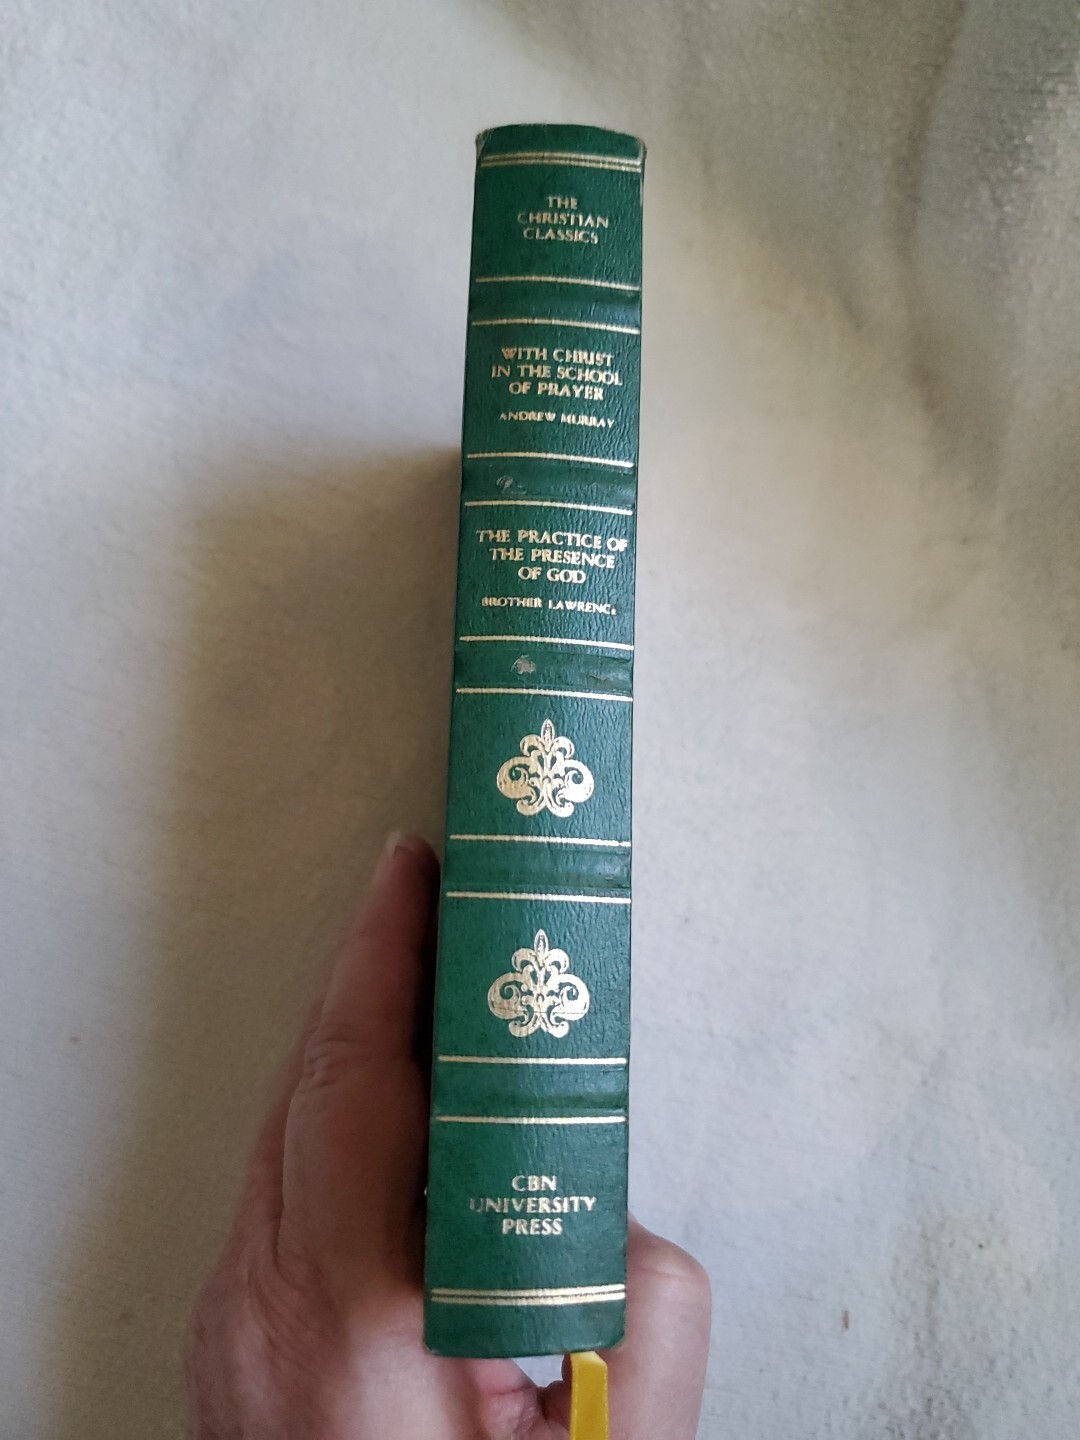 THE
CHRISTIAN
CLASSICS
WITH CHRIST
IN THE SCHOOL
OF PRAYER
ANDREW MURRAY
THE PRACTICE OF
THE PRESENCE
OF GOD
BROTHER LAWRENCE
CBN
UNIVERSITY
PRESS